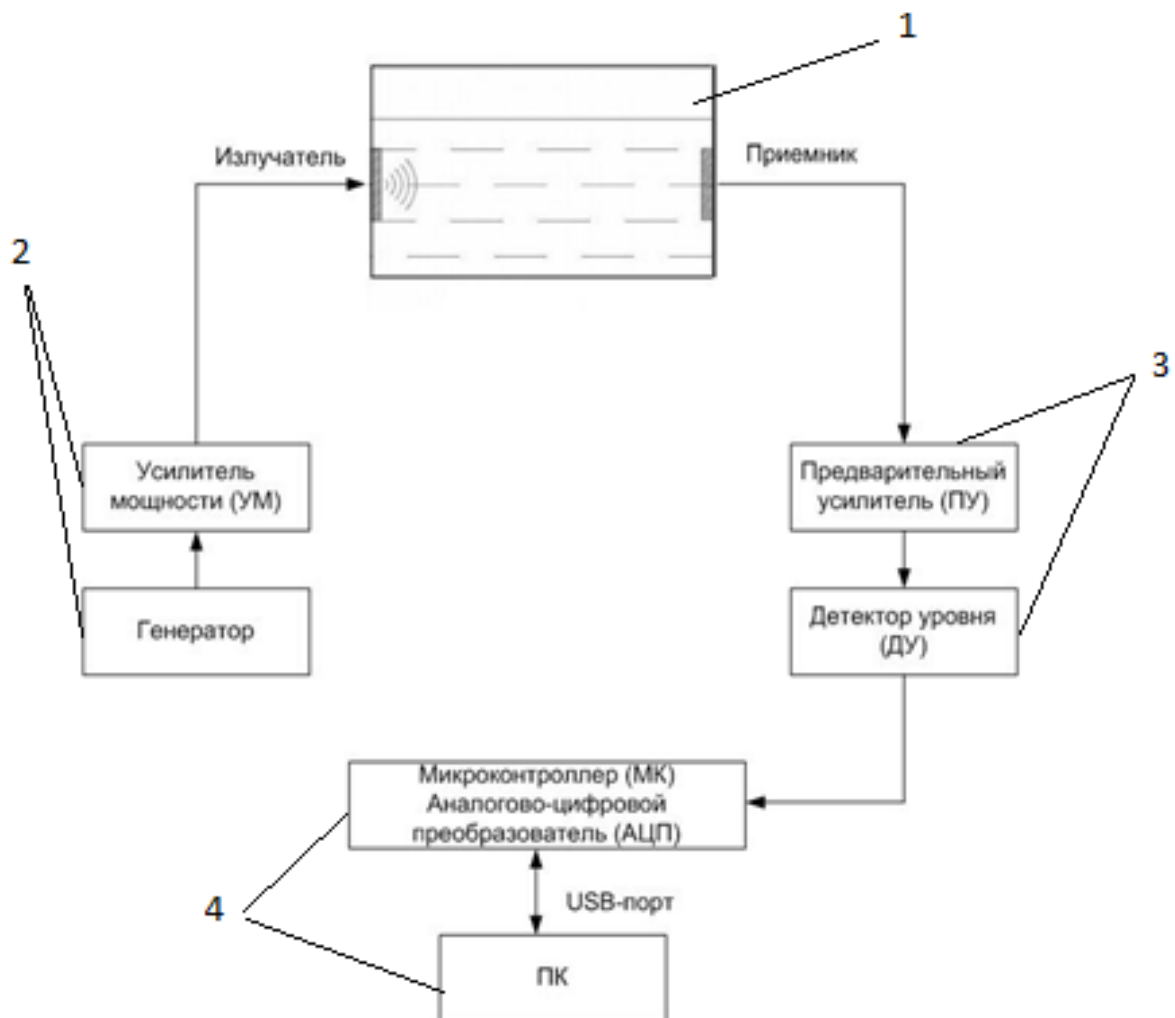 1
Излучатель
Приемник
2
3
Усилитель
мощности (УМ)
Предварительный
усилитель (ПУ)
Генератор
Детектор уровня
(ДУ)
Микроконтроллер (МК)
Аналогово-цифровой
преобразователь (АЦП)
USB-порт
4
ПК